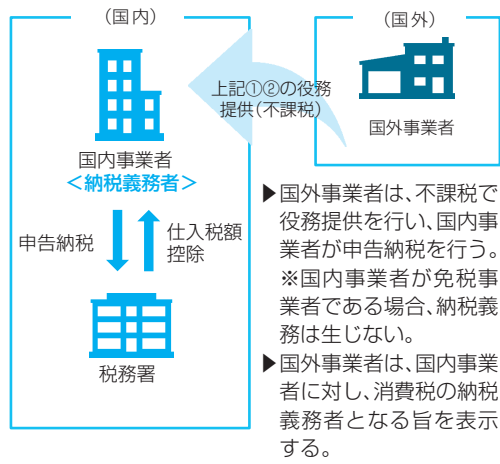 （国内）
国内事業者
＜納税義務者＞
申告納税
仕入税額
控除
税務署
上記①②の役務
提供（不課税）
（国外）
国外事業者
▶国外事業者は、不課税で
役務提供を行い、国内事
業者が申告納税を行う。
※国内事業者が免税事
業者である場合、納税義
務は生じない。
▶国外事業者は、国内事業
者に対し、消費税の納税
義務者となる旨を表示
する。